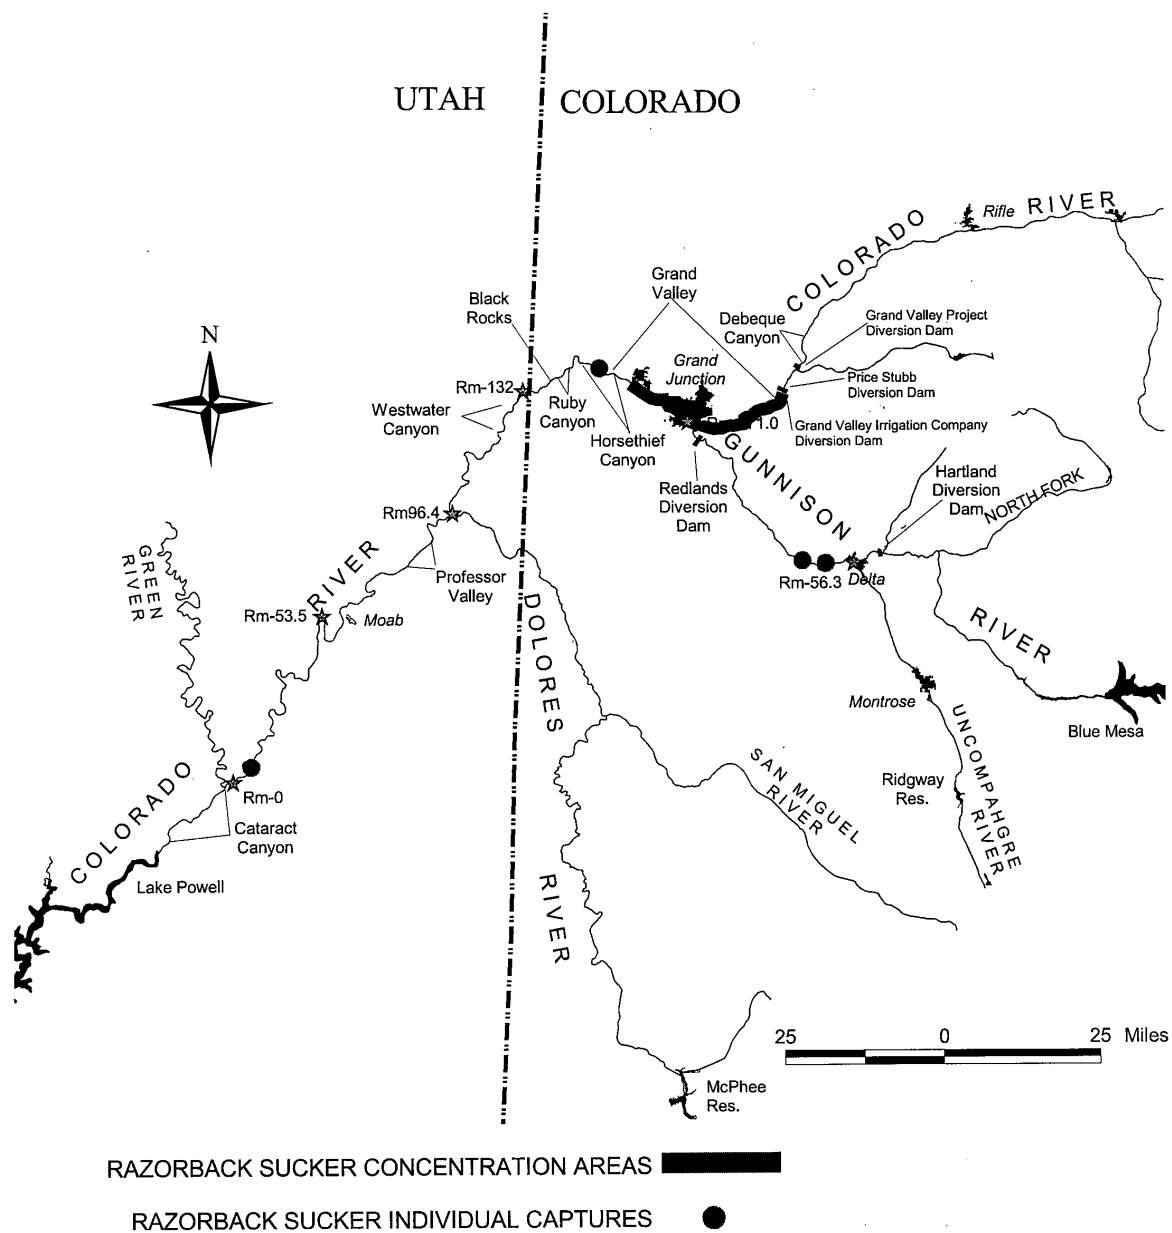 UTAH
COLORADO
COLORADO
RIVER
Rifle
Grand
Valley
Black
Rocks
Debeque
Canyon
Grand Valley Project
Diversion Dam
N
Grand
Junction
Price Stubb
Diversion Dam
Rm-132
Ruby
Canyon
Westwater
Canyon
1.0
Grand Valley Irrigation Company
Diversion Dam
Horsethief
Canyon
GUNNISON
Redlands
Diversion
Dam
Hartland
Diversion
Dam
NORTH FORK
Rm96.4
GREEN
RIVER
RIVER
Professor
Valley
Rm-56.3
Delta
Rm-53.5
Moab
DOLORES
RIVER
Montrose
Blue Mesa
UNCOMPAHGRE
RIVER
SAN MIGUEL
RIVER
Ridgway
Res.
COLORADO
Rm-0
Cataract
Canyon
Lake Powell
RIVER
25
0
25
Miles
McPhee
Res.
RAZORBACK SUCKER CONCENTRATION AREAS
RAZORBACK SUCKER INDIVIDUAL CAPTURES